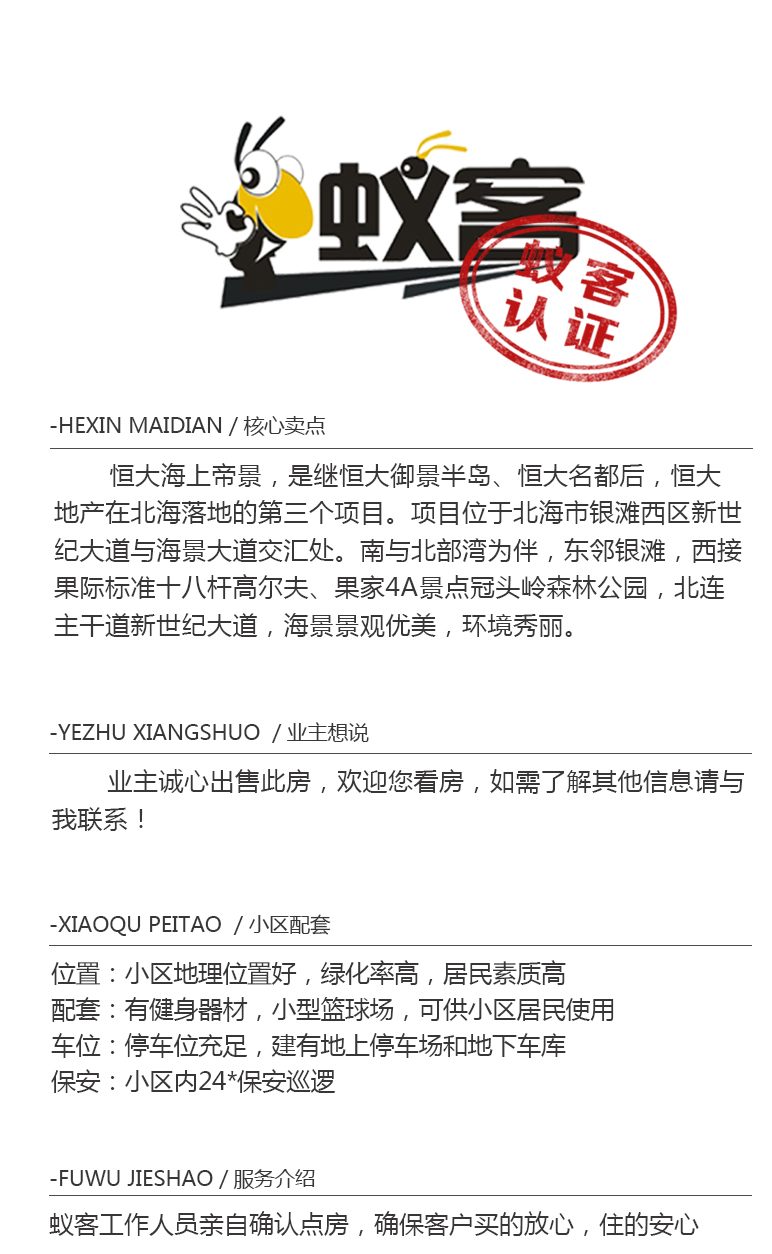 蚁客
蚁客
认证
-HEXIN MAIDIAN / 核心卖点
恒大海上帝景，是继恒大御景半岛、恒大名都后，恒大
地产在北海落地的第三个项目。项目位于北海市银滩西区新世
纪大道与海景大道交汇处。南与北部湾为伴，东邻银滩，西接
果际标准十八杆高尔夫、果家4A景点冠头岭森林公园，北连
主干道新世纪大道，海景景观优美，环境秀丽。
-YEZHU XIANGSHUO / 业主想说
业主诚心出售此房，欢迎您看房，如需了解其他信息请与
我联系！
-XIAOQU PEITAO / 小区配套
位置：小区地理位置好，绿化率高，居民素质高
配套：有健身器材，小型篮球场，可供小区居民使用
车位：停车位充足，建有地上停车场和地下车库
保安：小区内24*保安巡逻
-FUWU JIESHAO / 服务介绍
蚁客工作人员亲自确认点房，确保客户买的放心，住的安心